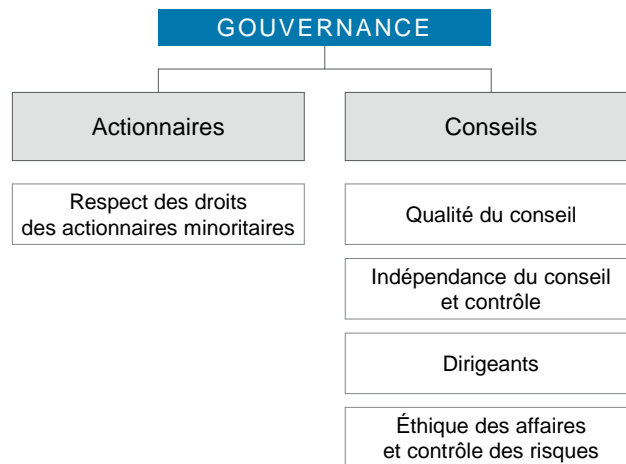 GOUVERNANCE
Actionnaires
Conseils
Respect des droits
des actionnaires minoritaires
Qualité du conseil
Indépendance du conseil
et contrôle
Dirigeants
Éthique des affaires
et contrôle des risques